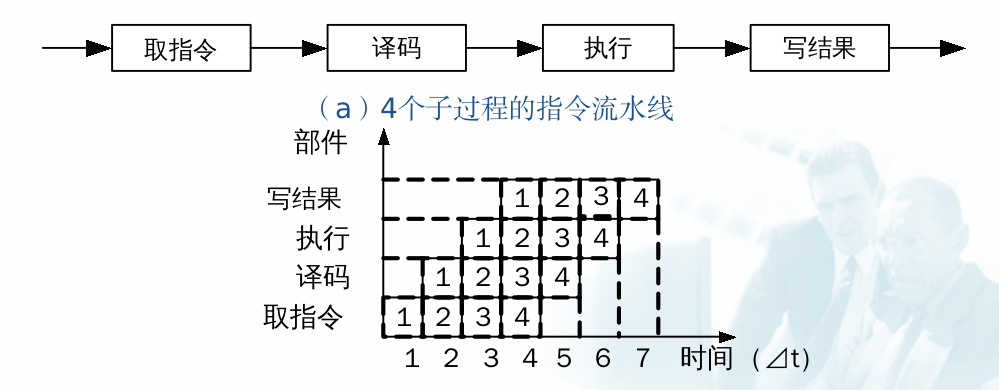 取指令 译码 执行 写结果
（a）4个子过程的指令流水线
部件
写结果 1 2 3 4
执行 1 2 3 4
译码 1 2 3 4
取指令 1 2 3 4
1 2 3 4 5 6 7 时间（⊿t）